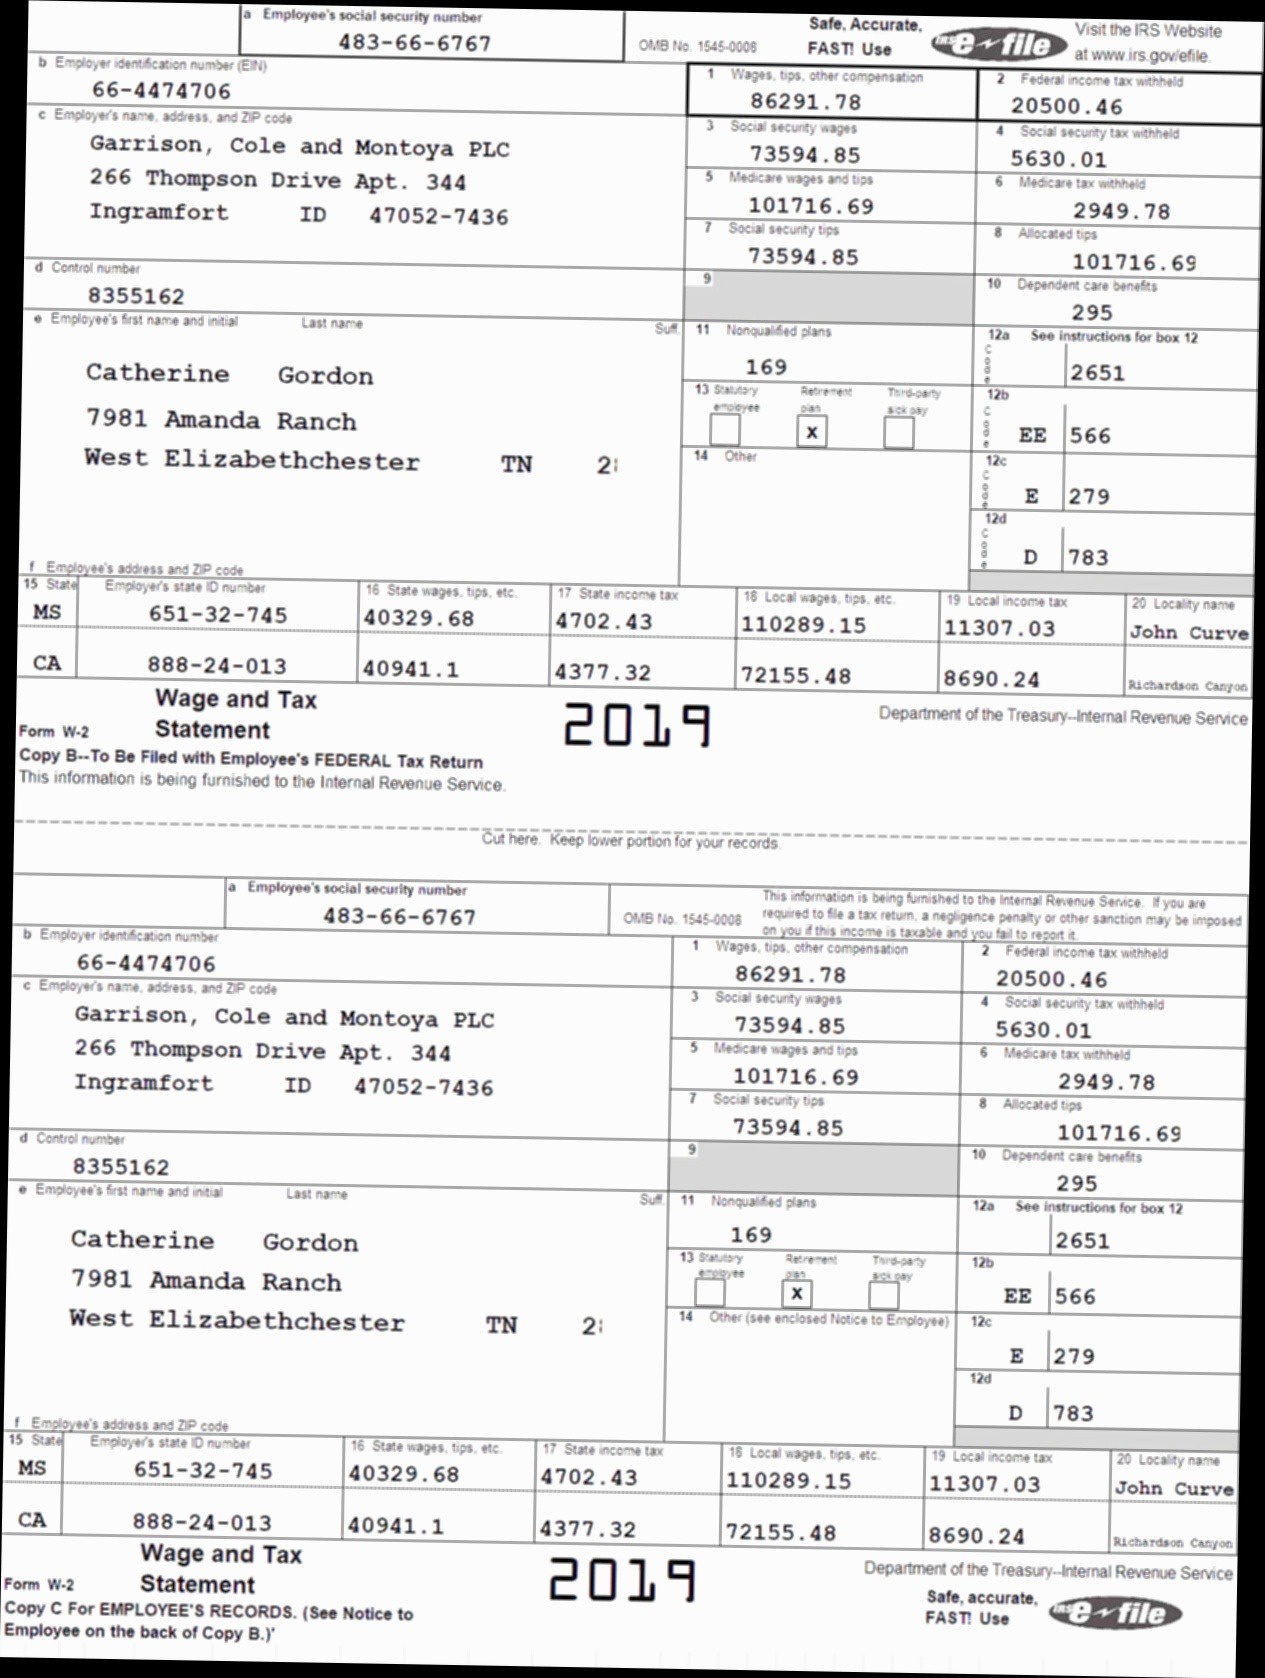 a Employee's social security number
483-66-6767
OMB No. 1545-0008
Safe, Accurate,
FAST! Use
IRS e-file
Visit the IRS Website
at www.irs.gov/efile.
b Employer identification number (EIN)
66-4474706
1 Wages, tips, other compensation
86291.78
2 Federal income tax withheld
20500.46
c Employer's name, address, and ZIP code
Garrison, Cole and Montoya PLC
266 Thompson Drive Apt. 344
Ingramfort ID 47052-7436
3 Social security wages
73594.85
4 Social security tax withheld
5630.01
5 Medicare wages and tips
101716.69
6 Medicare tax withheld
2949.78
7 Social security tips
73594.85
8 Allocated tips
101716.69
d Control number
8355162
9
10 Dependent care benefits
295
e Employee's first name and initial Last name Suff.
Catherine Gordon
7981 Amanda Ranch
West Elizabethchester TN 2
11 Nonqualified plans
169
12a See instructions for box 12
Code
2651
13 Statutory employee
Retirement plan
Third-party sick pay
X
12b
Code
EE 566
14 Other
12c
Code
E 279
12d
Code
D 783
f Employee's address and ZIP code
15 State Employer's state ID number 16 State wages, tips, etc. 17 State income tax 18 Local wages, tips, etc. 19 Local income tax 20 Locality name
MS 651-32-745 40329.68 4702.43 110289.15 11307.03 John Curve
CA 888-24-013 40941.1 4377.32 72155.48 8690.24 Richardson Canyon
Form W-2
Wage and Tax
Statement
2019
Department of the Treasury--Internal Revenue Service
Copy B--To Be Filed with Employee's FEDERAL Tax Return
This information is being furnished to the Internal Revenue Service.
Cut here. Keep lower portion for your records.
a Employee's social security number
483-66-6767
OMB No. 1545-0008
This information is being furnished to the Internal Revenue Service. If you are
required to file a tax return, a negligence penalty or other sanction may be imposed
on you if this income is taxable and you fail to report it.
b Employer identification number
66-4474706
1 Wages, tips, other compensation
86291.78
2 Federal income tax withheld
20500.46
c Employer's name, address, and ZIP code
Garrison, Cole and Montoya PLC
266 Thompson Drive Apt. 344
Ingramfort ID 47052-7436
3 Social security wages
73594.85
4 Social security tax withheld
5630.01
5 Medicare wages and tips
101716.69
6 Medicare tax withheld
2949.78
7 Social security tips
73594.85
8 Allocated tips
101716.69
d Control number
8355162
9
10 Dependent care benefits
295
e Employee's first name and initial Last name Suff.
Catherine Gordon
7981 Amanda Ranch
West Elizabethchester TN 2
11 Nonqualified plans
169
12a See instructions for box 12
2651
13 Statutory employee
Retirement plan
Third-party sick pay
X
12b
EE 566
14 Other (see enclosed Notice to Employee)
12c
E 279
12d
D 783
f Employee's address and ZIP code
15 State Employer's state ID number 16 State wages, tips, etc. 17 State income tax 18 Local wages, tips, etc. 19 Local income tax 20 Locality name
MS 651-32-745 40329.68 4702.43 110289.15 11307.03 John Curve
CA 888-24-013 40941.1 4377.32 72155.48 8690.24 Richardson Canyon
Form W-2
Wage and Tax
Statement
2019
Department of the Treasury--Internal Revenue Service
Copy C For EMPLOYEE'S RECORDS. (See Notice to
Employee on the back of Copy B.)'
Safe, accurate,
FAST! Use
IRS e-file